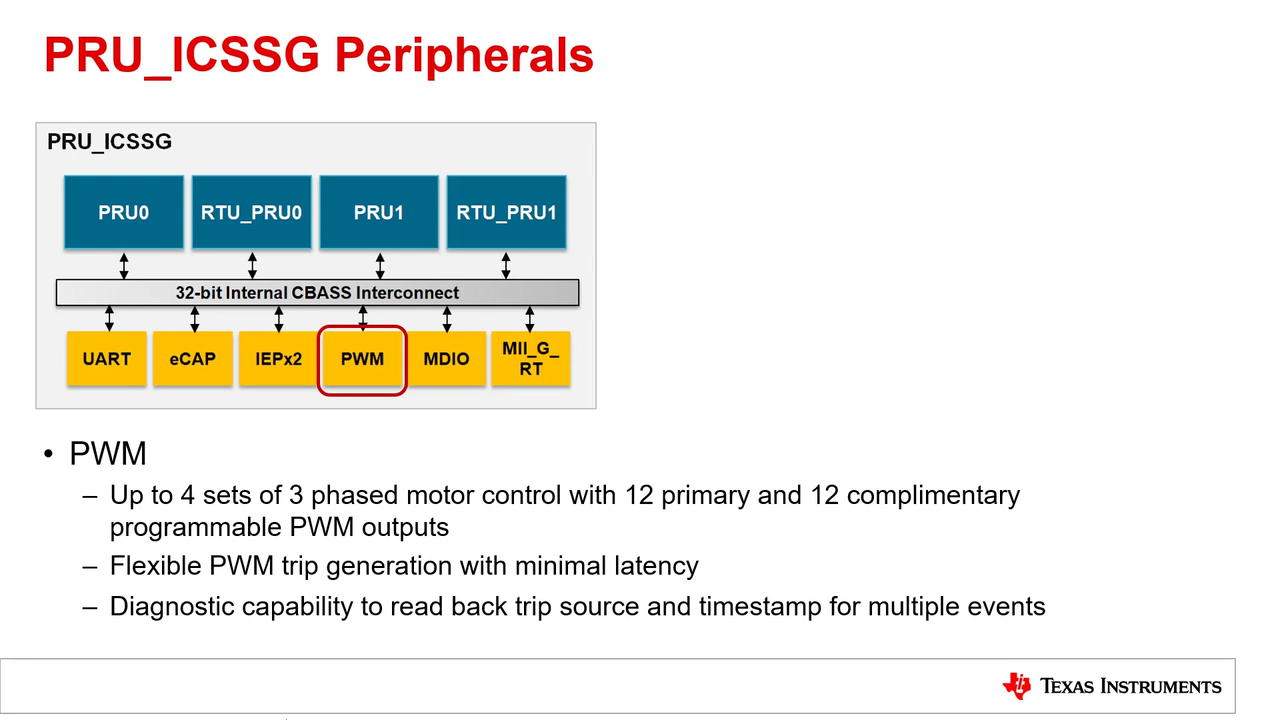 PRU_ICSSG Peripherals
PRU_ICSSG
PRU0
RTU_PRU0
PRU1
RTU_PRU1
32-bit Internal CBASS Interconnect
UART
eCAP
IEPx2
PWM
MDIO
MII_G_
RT
• PWM
– Up to 4 sets of 3 phased motor control with 12 primary and 12 complimentary
programmable PWM outputs
– Flexible PWM trip generation with minimal latency
– Diagnostic capability to read back trip source and timestamp for multiple events
TEXAS INSTRUMENTS